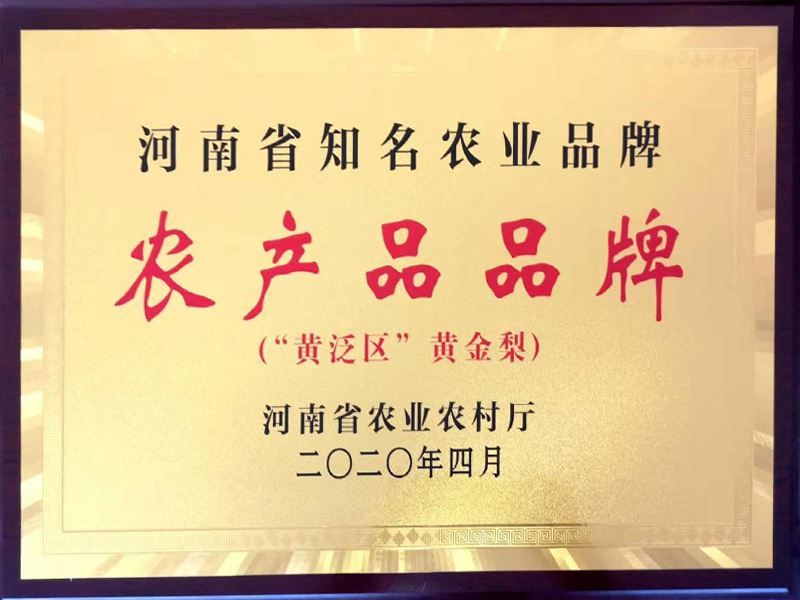 河南省知名农业品牌
农产品品牌
(“黄泛区”黄金梨)
河南省农业农村厅
二〇二〇年四月